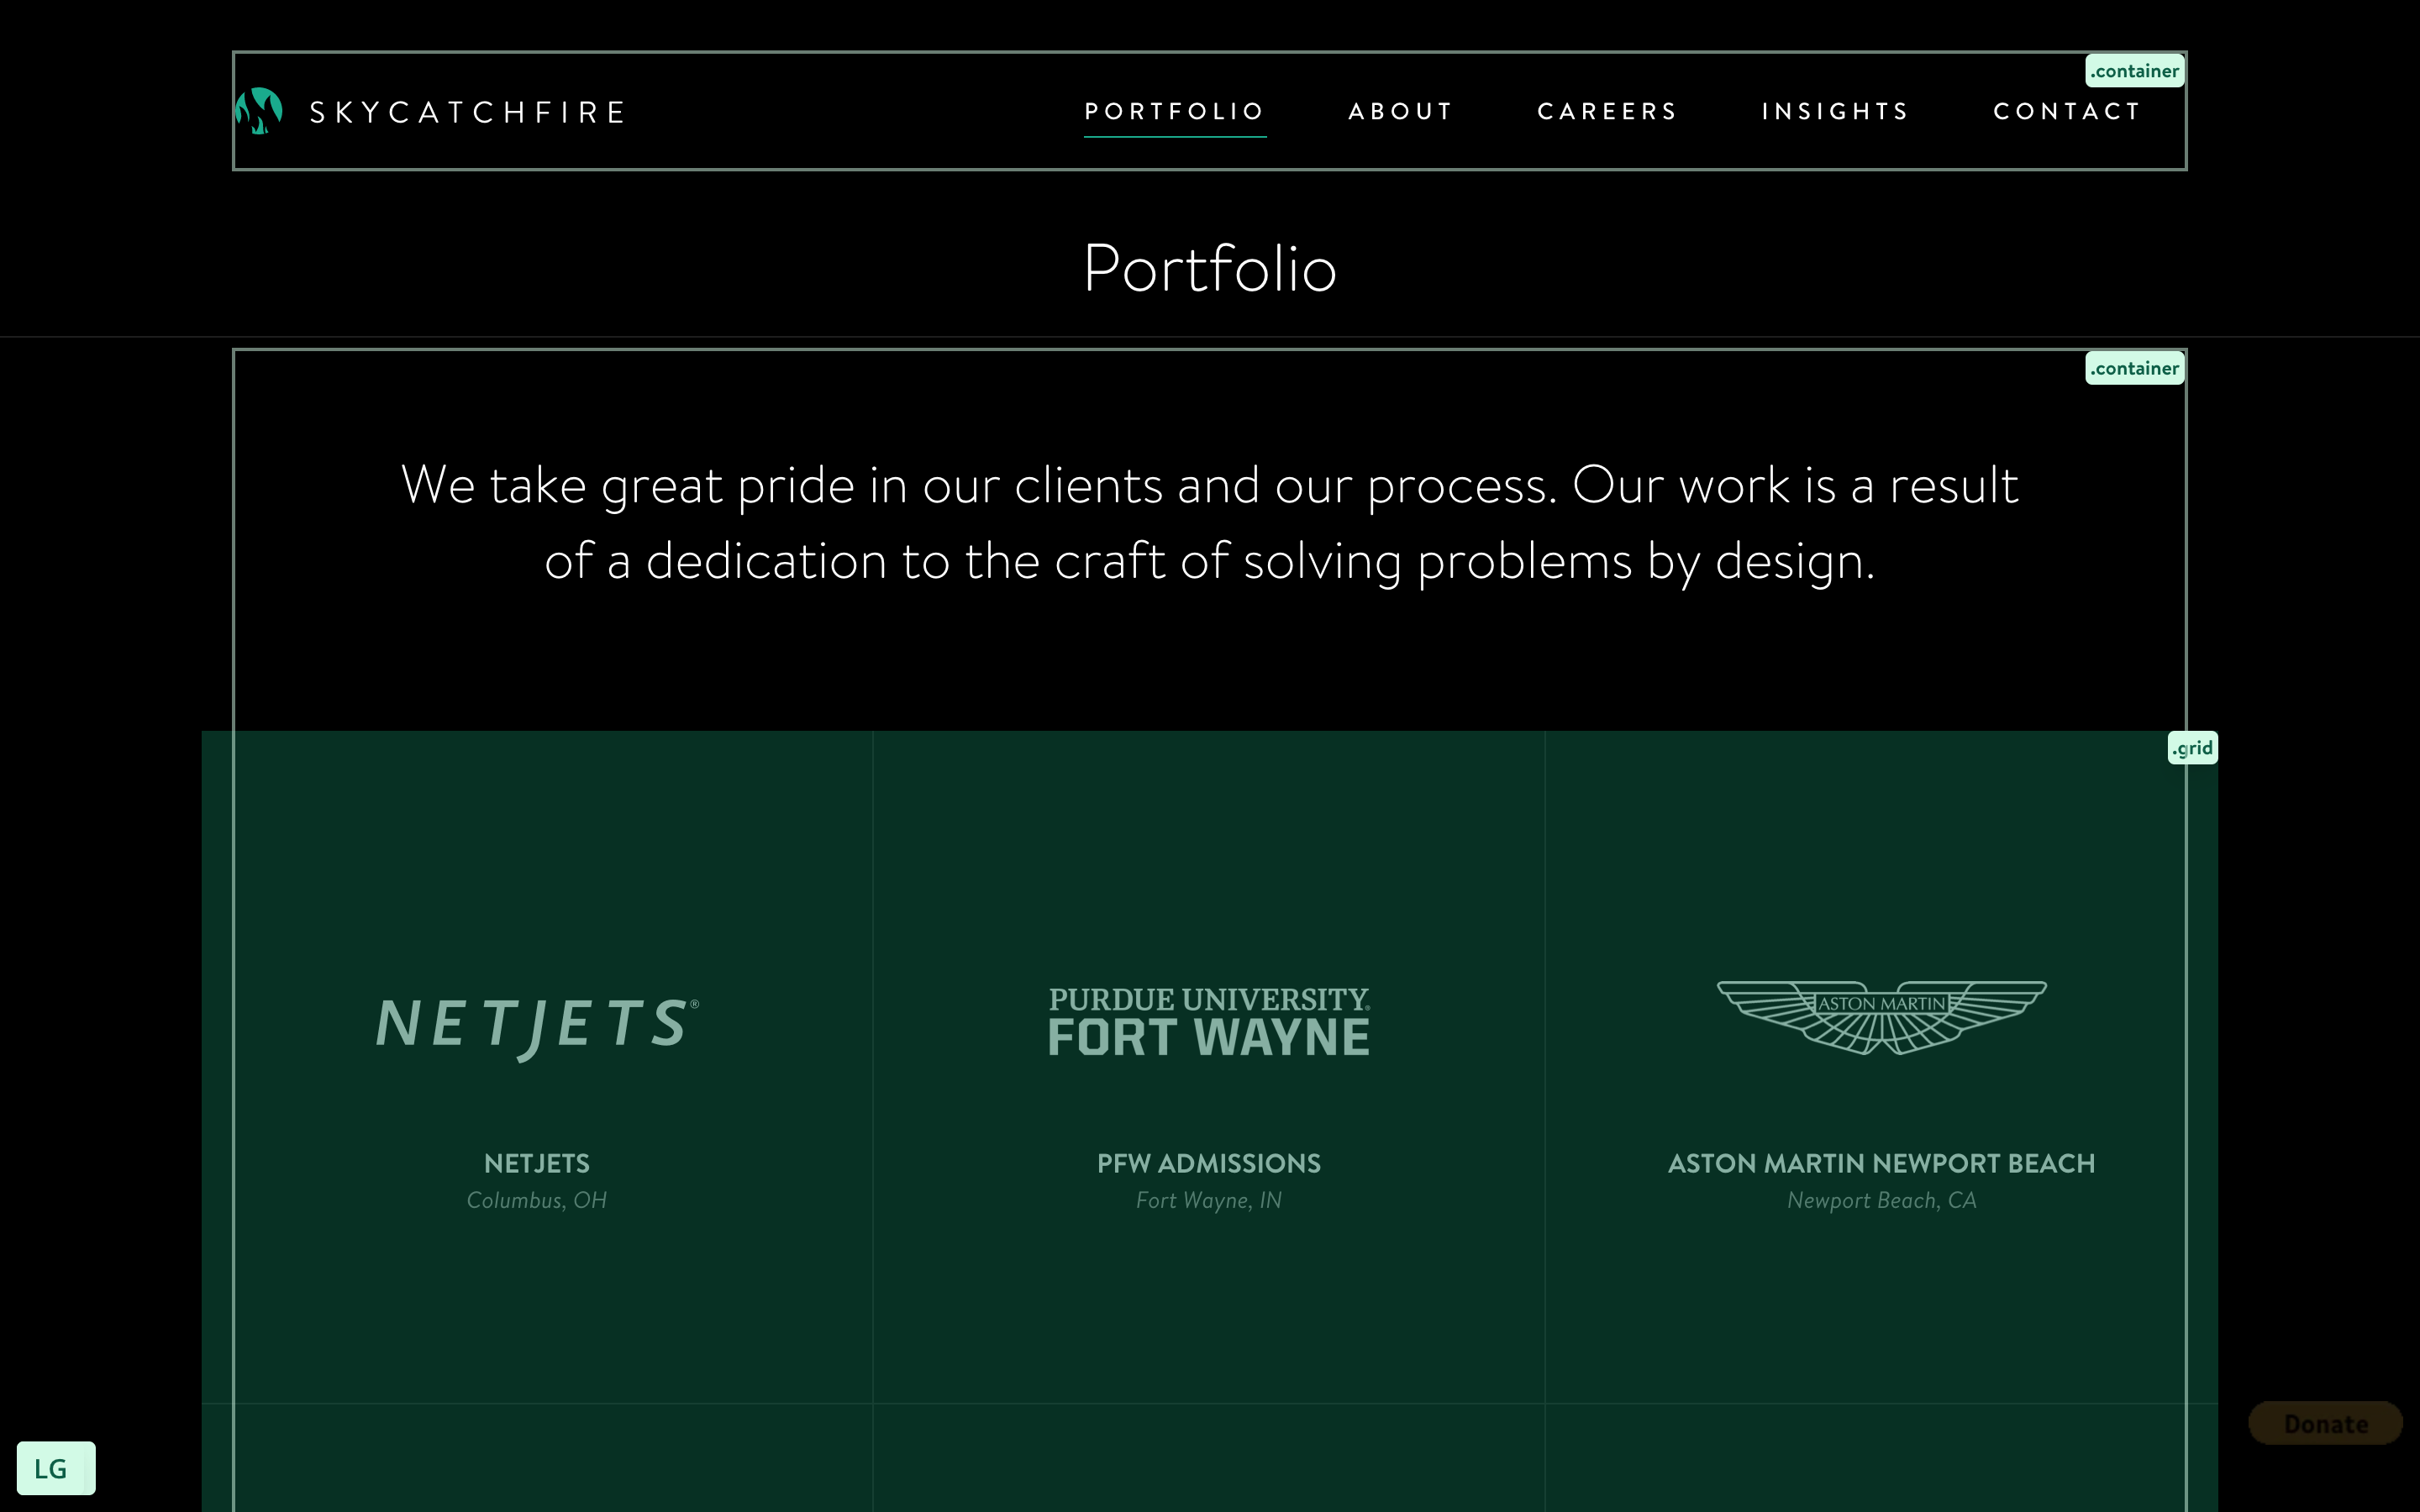 .container
SKYCATCHFIRE
PORTFOLIO ABOUT CAREERS INSIGHTS CONTACT
Portfolio
.container
We take great pride in our clients and our process. Our work is a result
of a dedication to the craft of solving problems by design.
.grid
NETJETS®
PURDUE UNIVERSITY®
FORT WAYNE
ASTON MARTIN
NETJETS
Columbus, OH
PFW ADMISSIONS
Fort Wayne, IN
ASTON MARTIN NEWPORT BEACH
Newport Beach, CA
Donate
LG